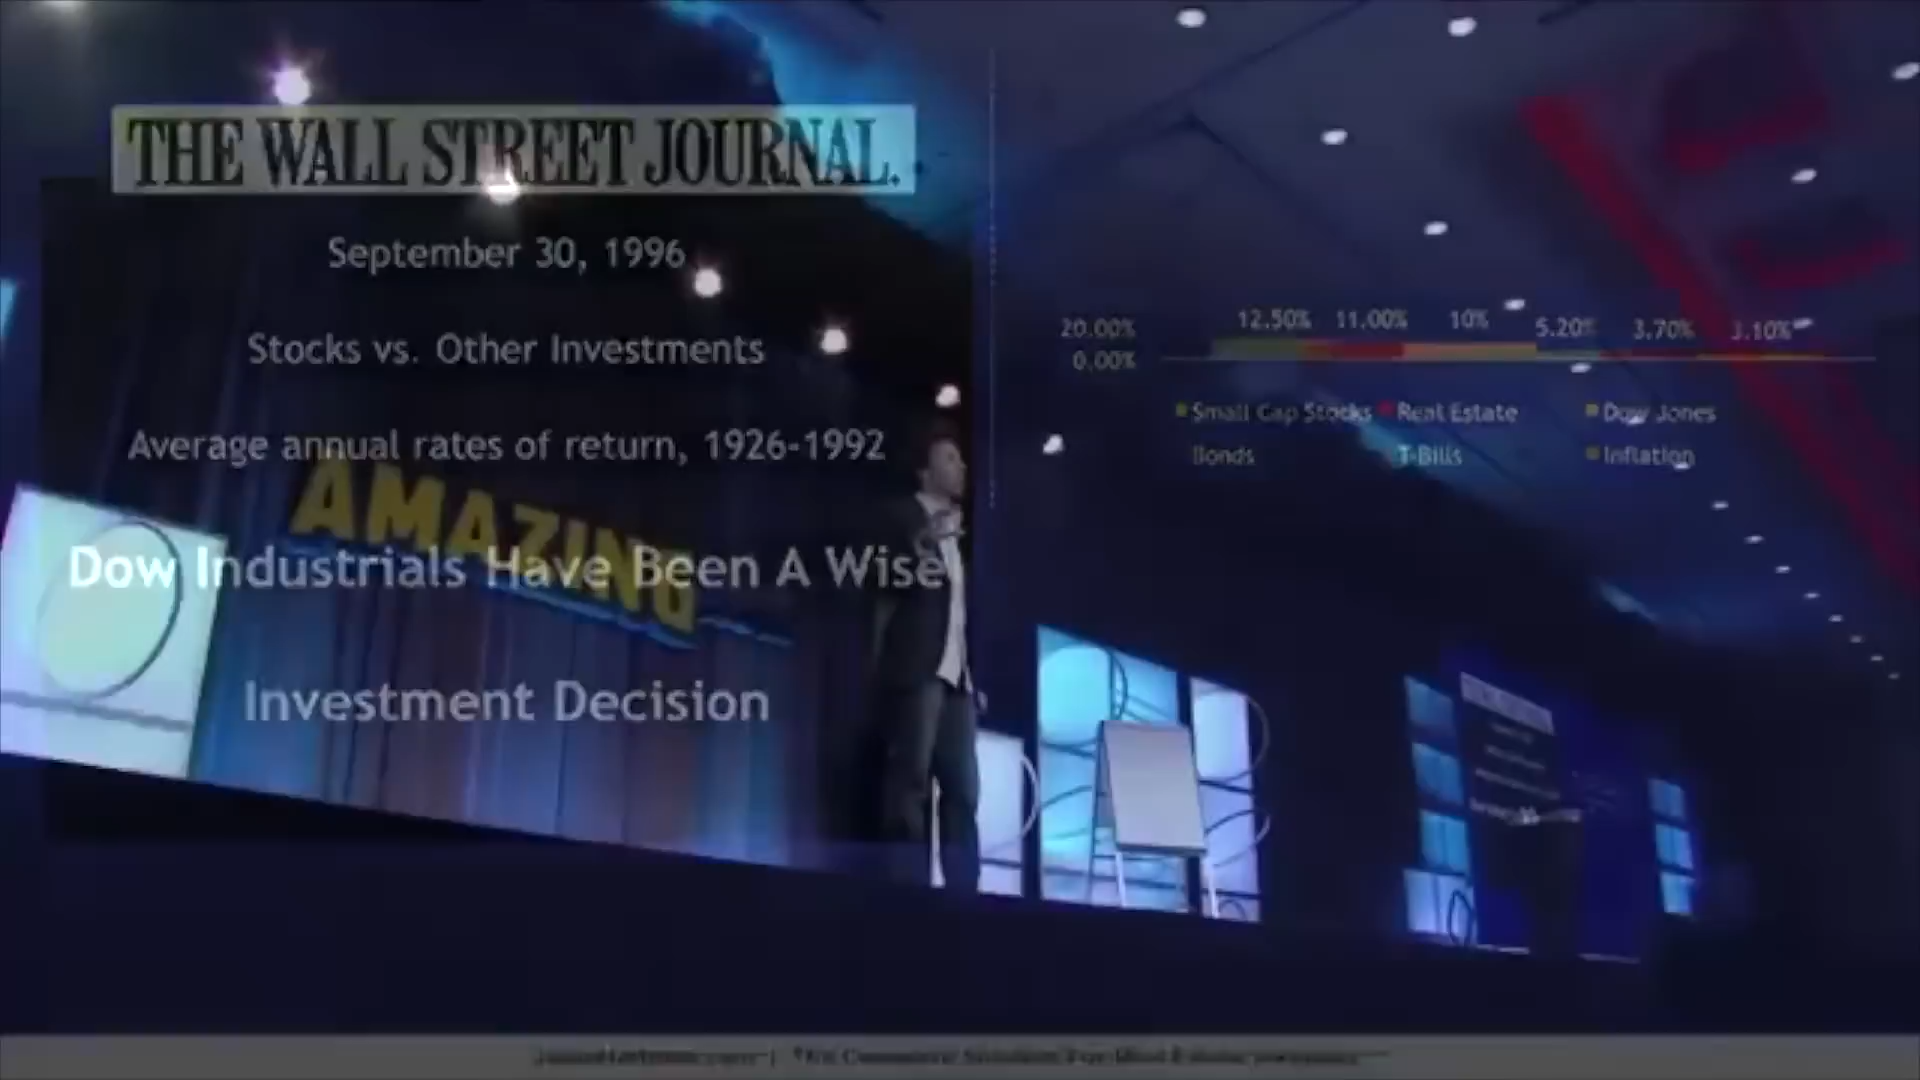 THE WALL STREET JOURNAL.
September 30, 1996
Stocks vs. Other Investments
Average annual rates of return, 1926-1992
AMAZING
Dow Industrials Have Been A Wise
Investment Decision
20.00%
0.00%
12.50% 11.00% 10% 5.20% 3.70% 3.10%
Small Cap Stocks Real Estate Dow Jones
Bonds T-Bills Inflation